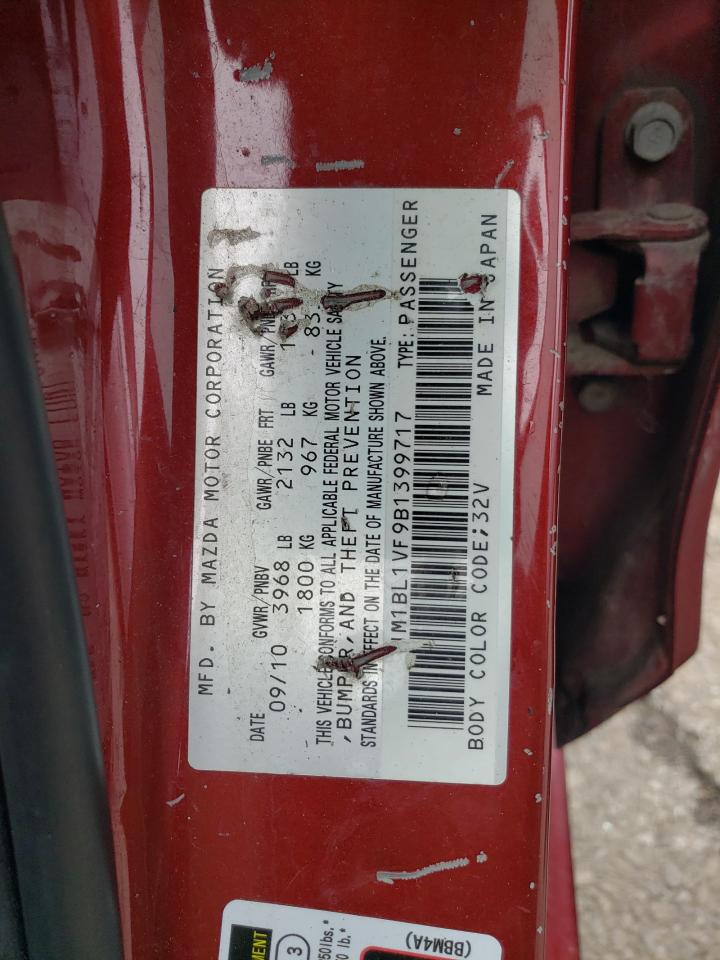 MFD. BY MAZDA MOTOR CORPORATION
DATE GVWR/PNBV GAWR/PNBE FRT GAWR/PNBE
09/10 3968 LB 2132 LB LB
1800 KG 967 KG KG
THIS VEHICLE CONFORMS TO ALL APPLICABLE FEDERAL MOTOR VEHICLE SAFETY
,BUMPER, AND THEFT PREVENTION
STANDARDS IN EFFECT ON THE DATE OF MANUFACTURE SHOWN ABOVE.
JM1BL1VF9B1399717 TYPE: PASSENGER
BODY COLOR CODE;32V MADE IN JAPAN
3
(BBM4A)